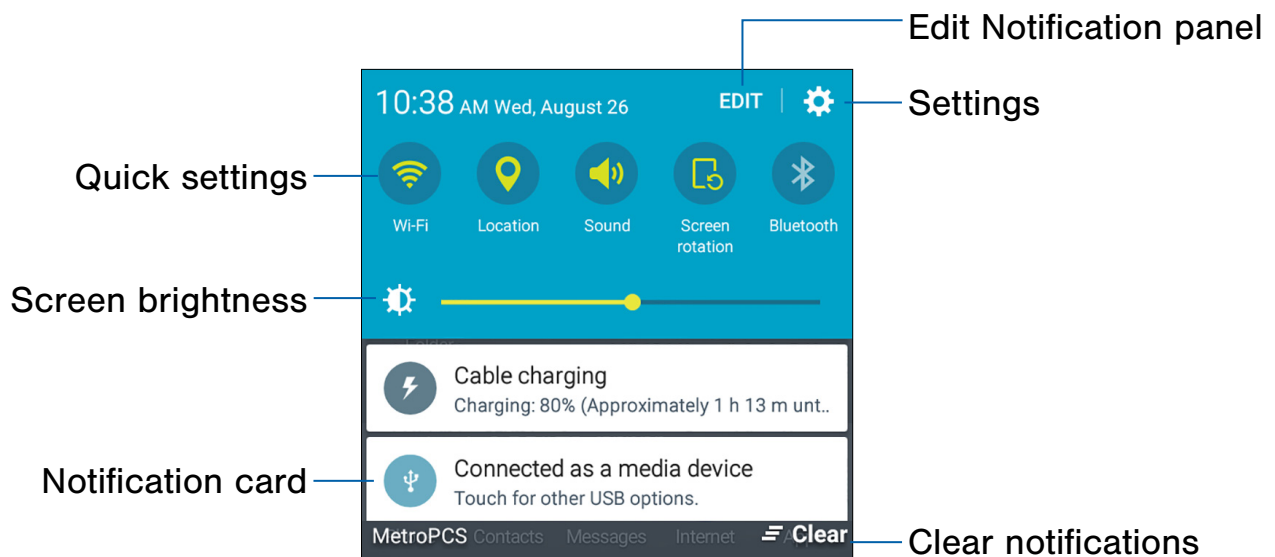 Edit Notification panel
10:38 AM Wed, August 26
EDIT
Settings
Quick settings
Wi-Fi
Location
Sound
Screen
rotation
Bluetooth
Screen brightness
Folder
Cable charging
Charging: 80% (Approximately 1 h 13 m unt..
Notification card
Connected as a media device
Touch for other USB options.
MetroPCS
Contacts
Messages
Internet
Clear
Clear notifications